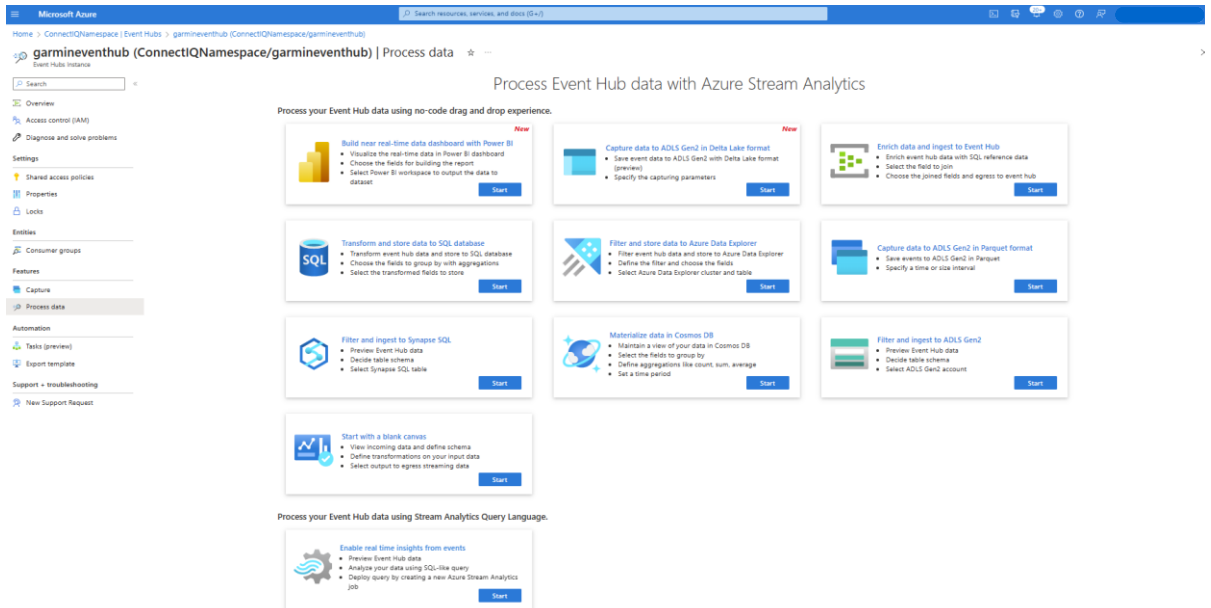 Microsoft Azure
Search resources, services, and docs (G+/)
Home > ConnectIQNamespace | Event Hubs > garmineventhub (ConnectIQNamespace/garmineventhub)
garmineventhub (ConnectIQNamespace/garmineventhub) | Process data
Event Hubs Instance
Search
Overview
Access control (IAM)
Diagnose and solve problems
Settings
Shared access policies
Properties
Locks
Entities
Consumer groups
Features
Capture
Process data
Automation
Tasks (preview)
Export template
Support + troubleshooting
New Support Request
Process Event Hub data with Azure Stream Analytics
Process your Event Hub data using no-code drag and drop experience.
New
Build near real-time data dashboard with Power BI
• Visualize the real-time data in Power BI dashboard
• Choose the fields for building the report
• Select Power BI workspace to output the data to
dataset
Start
New
Capture data to ADLS Gen2 in Delta Lake format
• Save event data to ADLS Gen2 with Delta Lake format
(preview)
• Specify the capturing parameters
Start
Enrich data and ingest to Event Hub
• Enrich event hub data with SQL reference data
• Select the field to join
• Choose the joined fields and egress to event hub
Start
SQL
Transform and store data to SQL database
• Transform event hub data and store to SQL database
• Choose the fields to group by with aggregations
• Select the transformed fields to store
Start
Filter and store data to Azure Data Explorer
• Filter event hub data and store to Azure Data Explorer
• Define the filter and choose the fields
• Select Azure Data Explorer cluster and table
Start
Capture data to ADLS Gen2 in Parquet format
• Save events to ADLS Gen2 in Parquet
• Specify a time or size interval
Start
Filter and ingest to Synapse SQL
• Preview Event Hub data
• Decide table schema
• Select Synapse SQL table
Start
Materialize data in Cosmos DB
• Maintain a view of your data in Cosmos DB
• Select the fields to group by
• Define aggregations like count, sum, average
• Set a time period
Start
Filter and ingest to ADLS Gen2
• Preview Event Hub data
• Decide table schema
• Select ADLS Gen2 account
Start
Start with a blank canvas
• View incoming data and define schema
• Define transformations on your input data
• Select output to egress streaming data
Start
Process your Event Hub data using Stream Analytics Query Language.
Enable real time insights from events
• Preview Event Hub data
• Analyze your data using SQL-like query
• Deploy query by creating a new Azure Stream Analytics
job
Start